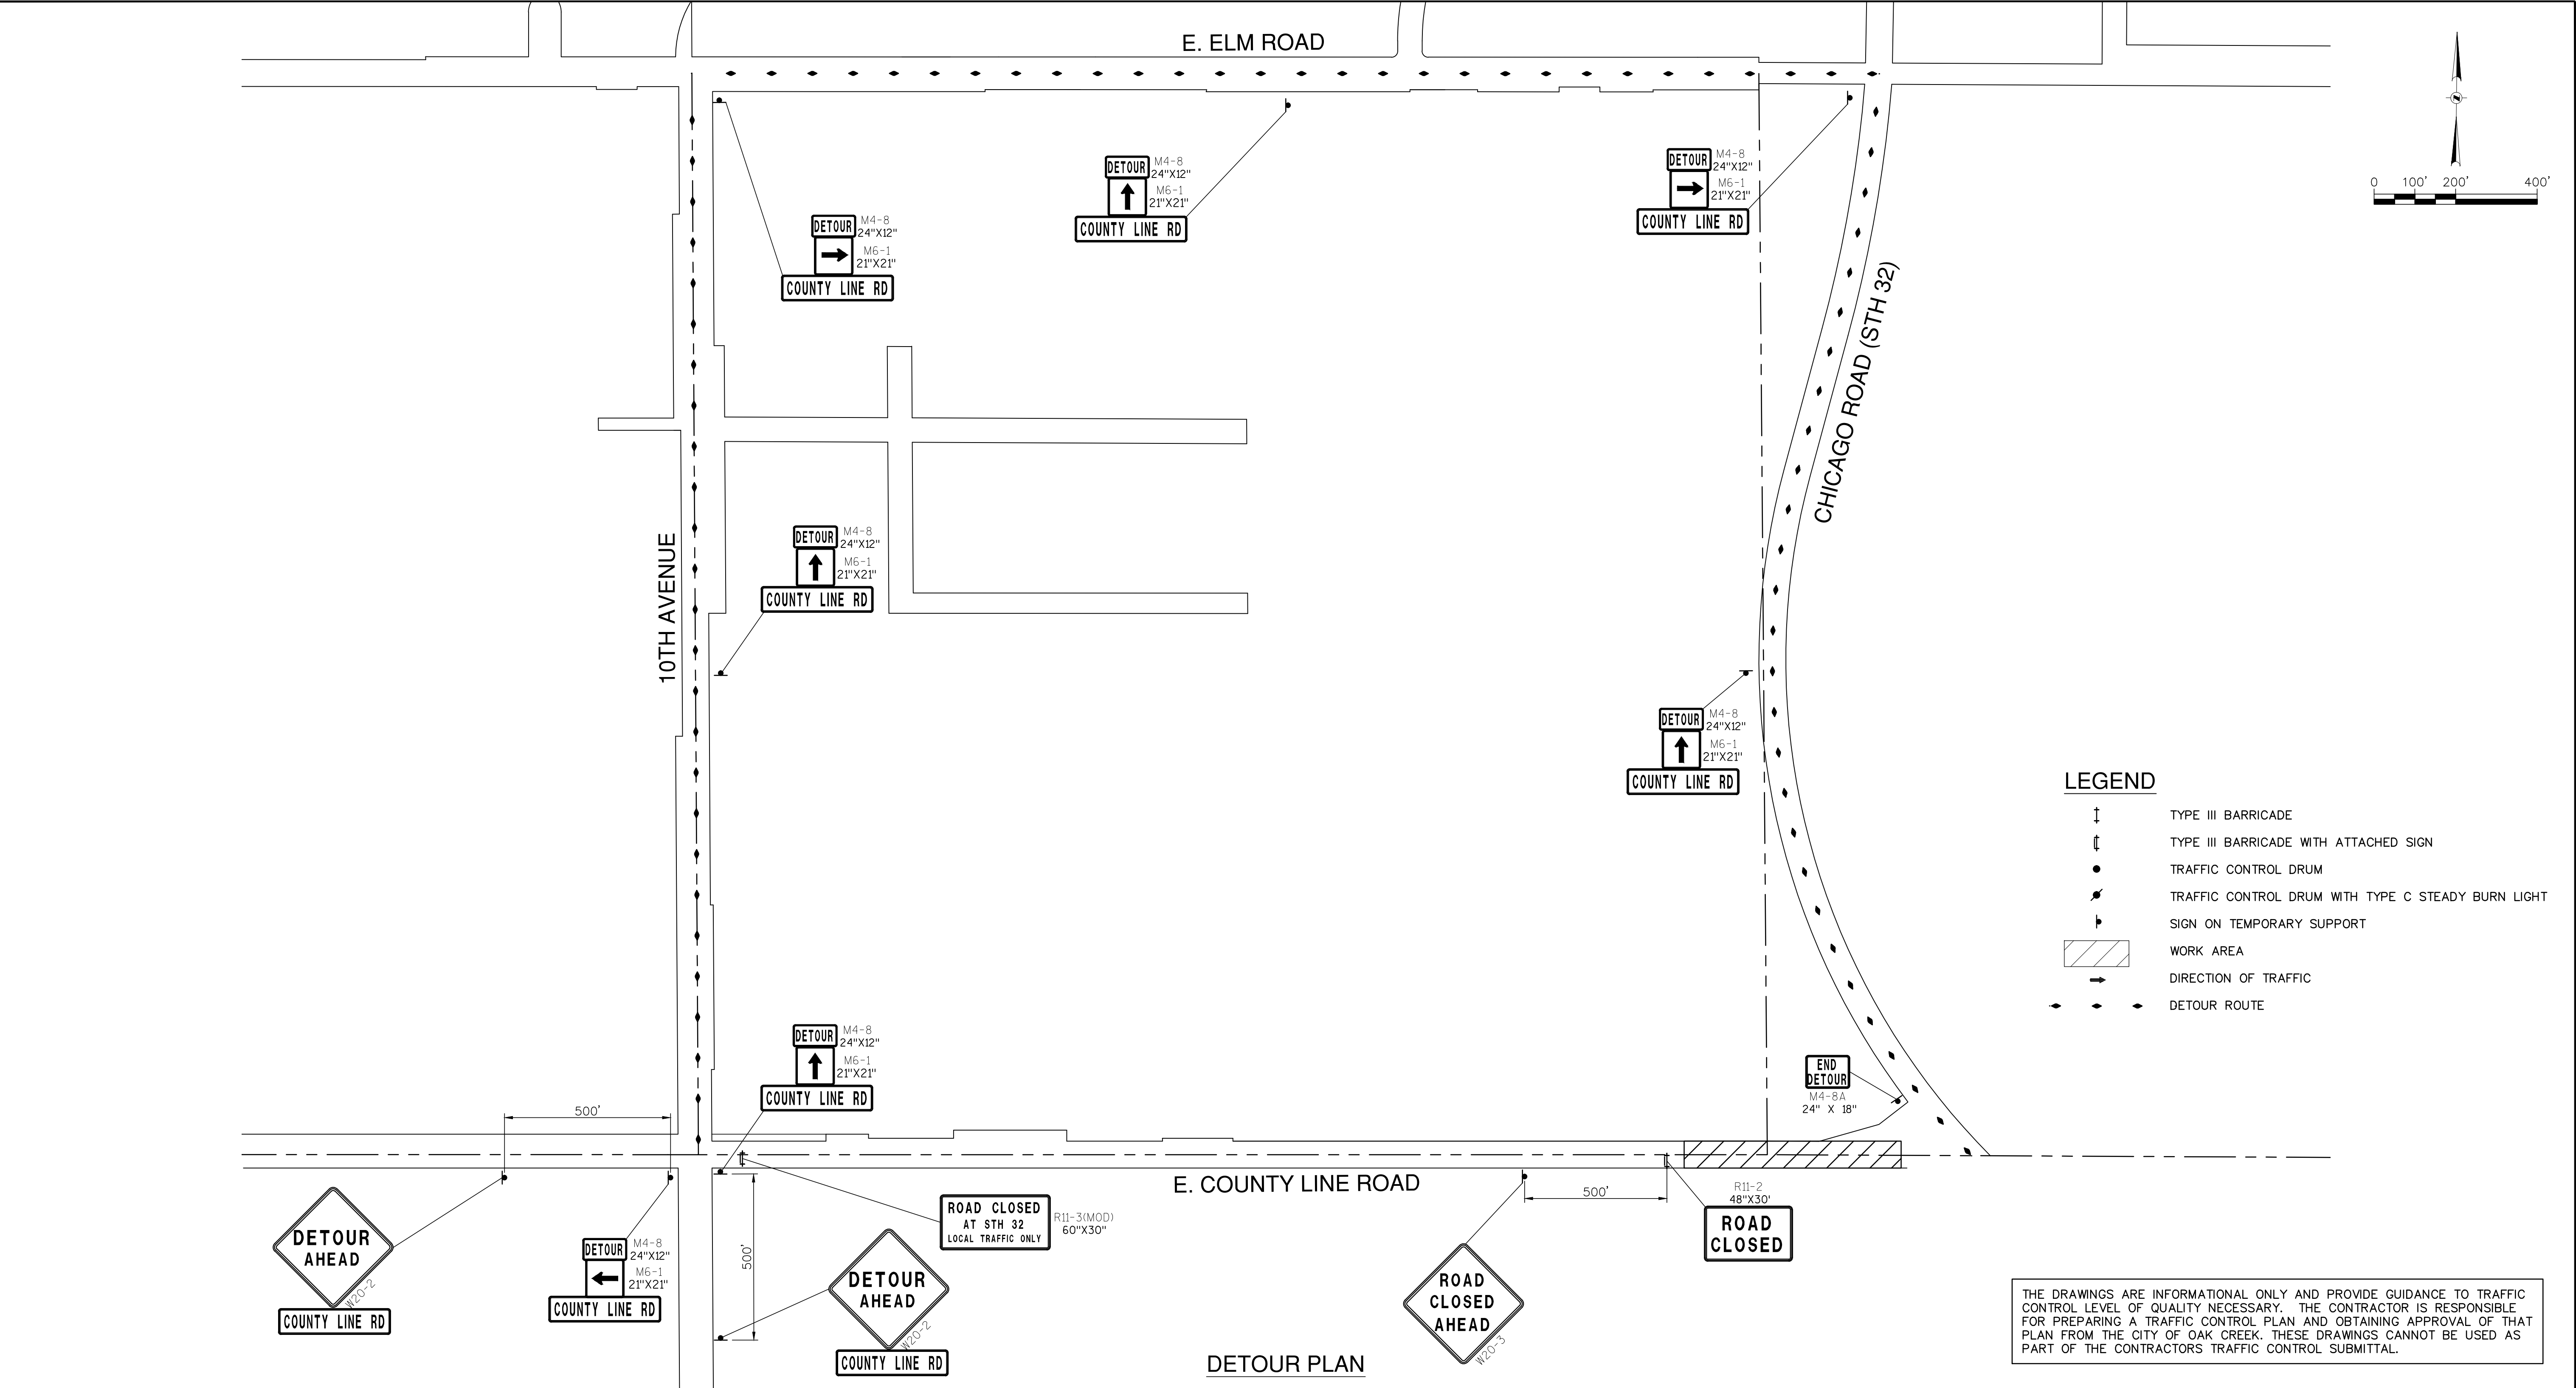 E. ELM ROAD
0 100' 200' 400'
DETOUR
M4-8
24"X12"
M6-1
21"X21"
COUNTY LINE RD
DETOUR
M4-8
24"X12"
M6-1
21"X21"
COUNTY LINE RD
DETOUR
M4-8
24"X12"
M6-1
21"X21"
COUNTY LINE RD
CHICAGO ROAD (STH 32)
10TH AVENUE
DETOUR
M4-8
24"X12"
M6-1
21"X21"
COUNTY LINE RD
DETOUR
M4-8
24"X12"
M6-1
21"X21"
COUNTY LINE RD
LEGEND
TYPE III BARRICADE
TYPE III BARRICADE WITH ATTACHED SIGN
TRAFFIC CONTROL DRUM
TRAFFIC CONTROL DRUM WITH TYPE C STEADY BURN LIGHT
SIGN ON TEMPORARY SUPPORT
WORK AREA
DIRECTION OF TRAFFIC
DETOUR ROUTE
DETOUR
M4-8
24"X12"
M6-1
21"X21"
COUNTY LINE RD
END
DETOUR
M4-8A
24" X 18"
500'
E. COUNTY LINE ROAD
500'
500'
DETOUR
AHEAD
W20-2
COUNTY LINE RD
DETOUR
M4-8
24"X12"
M6-1
21"X21"
COUNTY LINE RD
ROAD CLOSED
AT STH 32
LOCAL TRAFFIC ONLY
R11-3(MOD)
60"X30"
DETOUR
AHEAD
W20-2
COUNTY LINE RD
ROAD
CLOSED
AHEAD
W20-3
R11-2
48"X30'
ROAD
CLOSED
DETOUR PLAN
THE DRAWINGS ARE INFORMATIONAL ONLY AND PROVIDE GUIDANCE TO TRAFFIC
CONTROL LEVEL OF QUALITY NECESSARY. THE CONTRACTOR IS RESPONSIBLE
FOR PREPARING A TRAFFIC CONTROL PLAN AND OBTAINING APPROVAL OF THAT
PLAN FROM THE CITY OF OAK CREEK. THESE DRAWINGS CANNOT BE USED AS
PART OF THE CONTRACTORS TRAFFIC CONTROL SUBMITTAL.